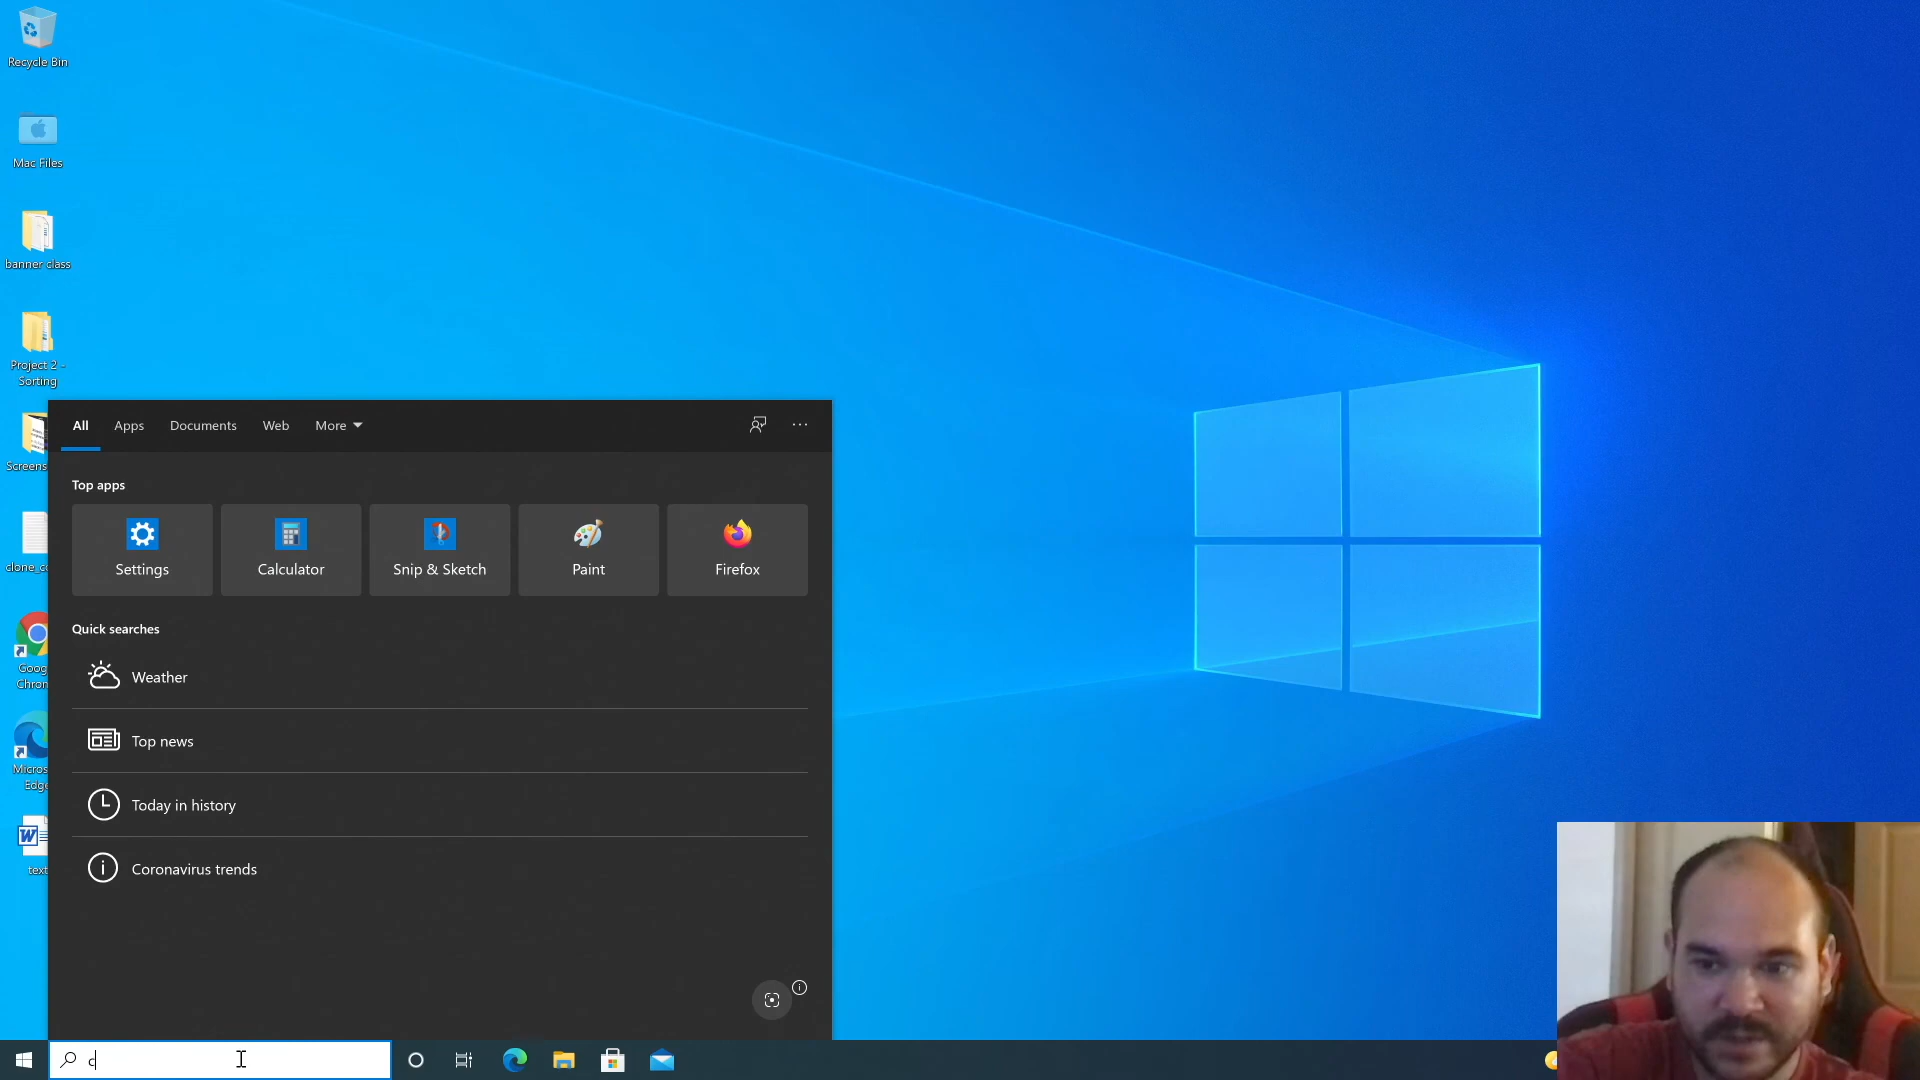 Recycle Bin
Mac Files
banner class
Project 2 -
Sorting
Screens
clone_c
Goog
Chron
Micros
Edge
text
All Apps Documents Web More
Top apps
Settings Calculator Snip & Sketch Paint Firefox
Quick searches
Weather
Top news
Today in history
Coronavirus trends
c